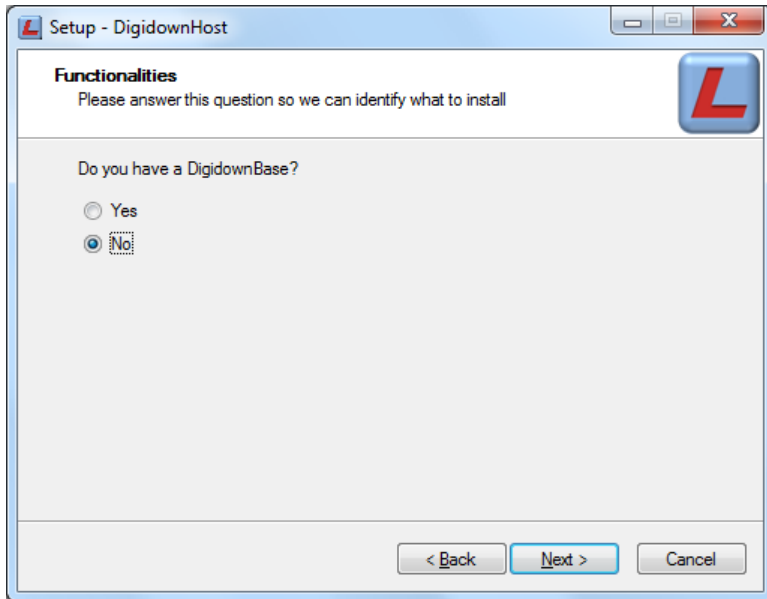 Setup - DigidownHost
Functionalities
Please answer this question so we can identify what to install
L
Do you have a DigidownBase?
Yes
No
< Back
Next >
Cancel